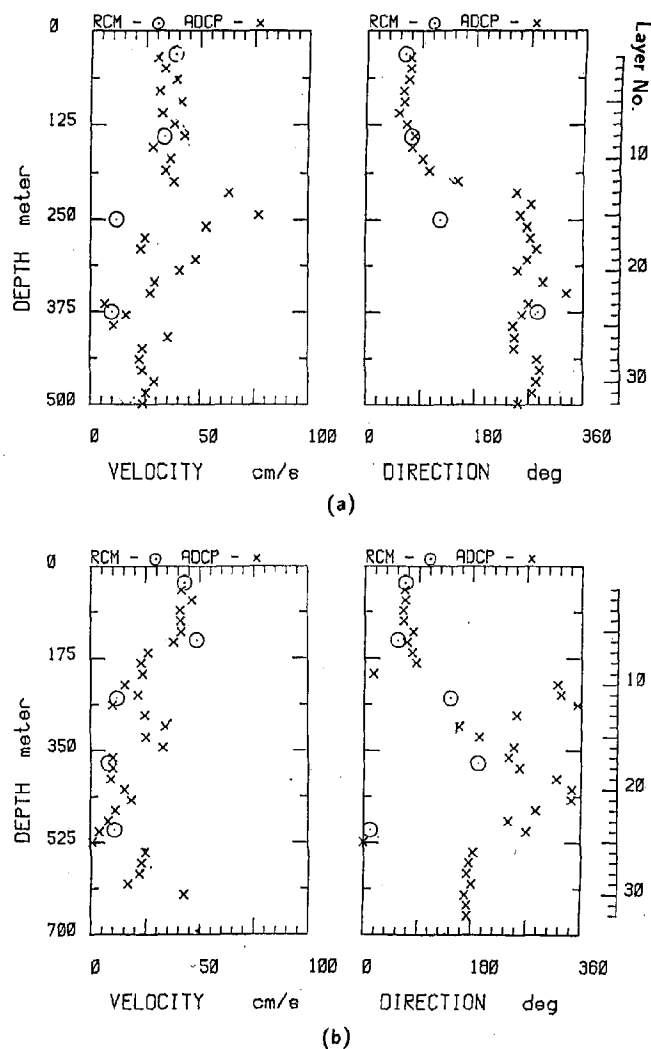 RCM - ⊙ ADCP - ×
RCM - ⊙ ADCP - ×
0
125
250
375
500
DEPTH meter
0 50 100
VELOCITY cm/s
0 180 360
DIRECTION deg
Layer No.
10
20
30
(a)
RCM - ⊙ ADCP - ×
RCM - ⊙ ADCP - ×
0
175
350
525
700
DEPTH meter
0 50 100
VELOCITY cm/s
0 180 360
DIRECTION deg
10
20
30
(b)